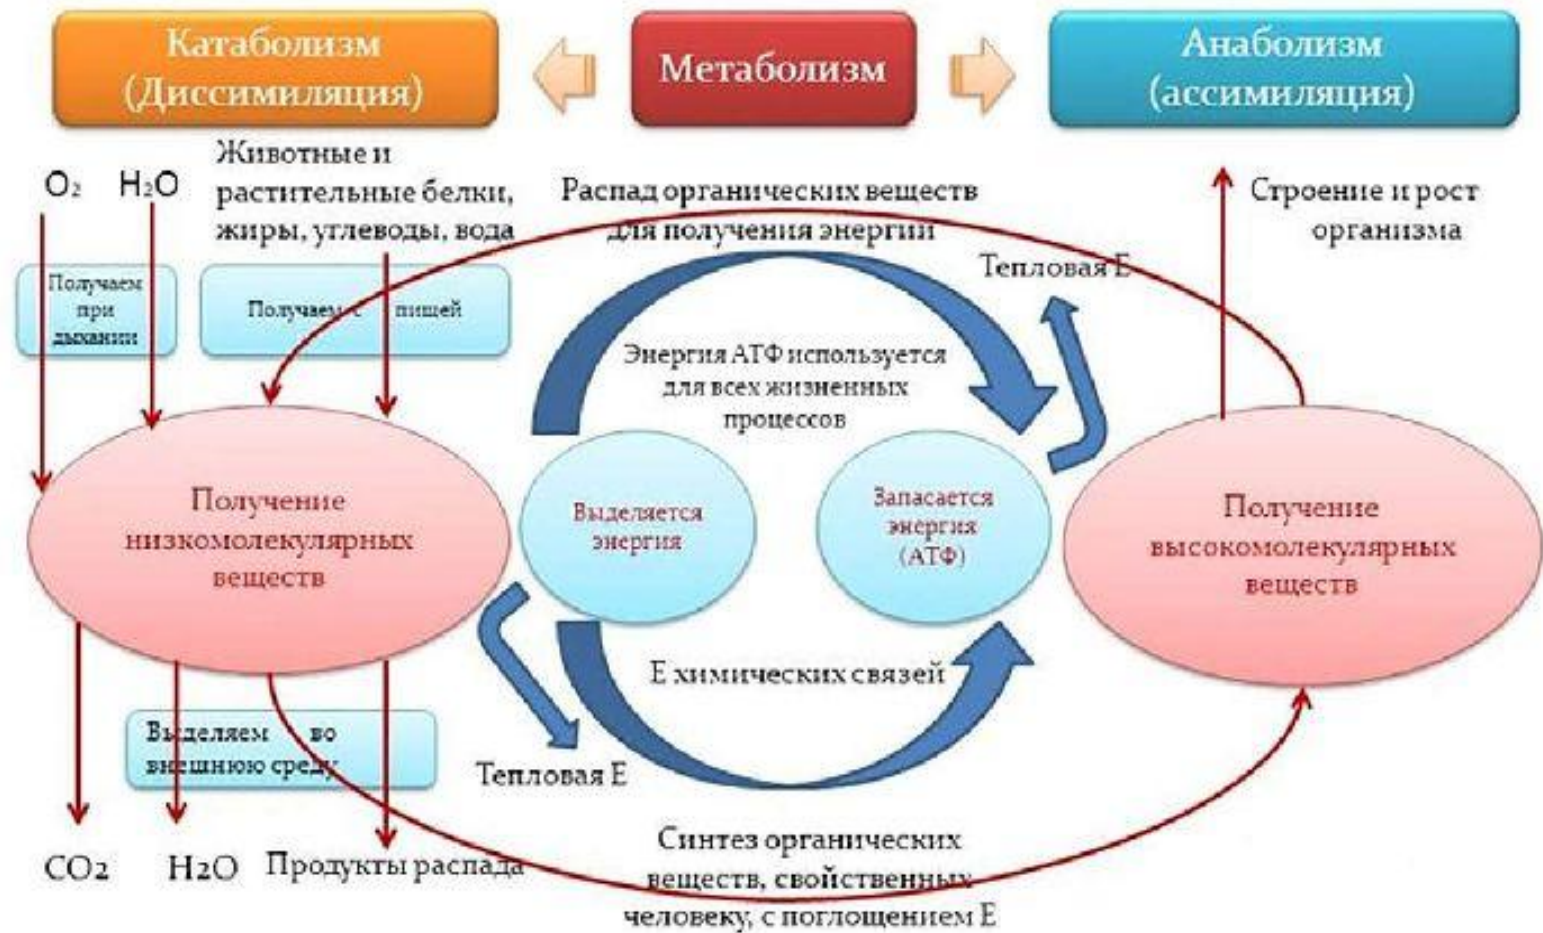 Катаболизм
(Диссимиляция)
Метаболизм
Анаболизм
(ассимиляция)
O₂
H₂O
Животные и
растительные белки,
жиры, углеводы, вода
Распад органических веществ
для получения энергии
Тепловая Е
Строение и рост
организма
Получаем
при
дыхании
Получаем с пищей
Энергия АТФ используется
для всех жизненных
процессов
Получение
низкомолекулярных
веществ
Выделяется
энергия
Запасается
энергия
(АТФ)
Получение
высокомолекулярных
веществ
Е химических связей
Выделяем во
внешнюю среду
Тепловая Е
CO2
H2O
Продукты распада
Синтез органических
веществ, свойственных
человеку, с поглощением Е